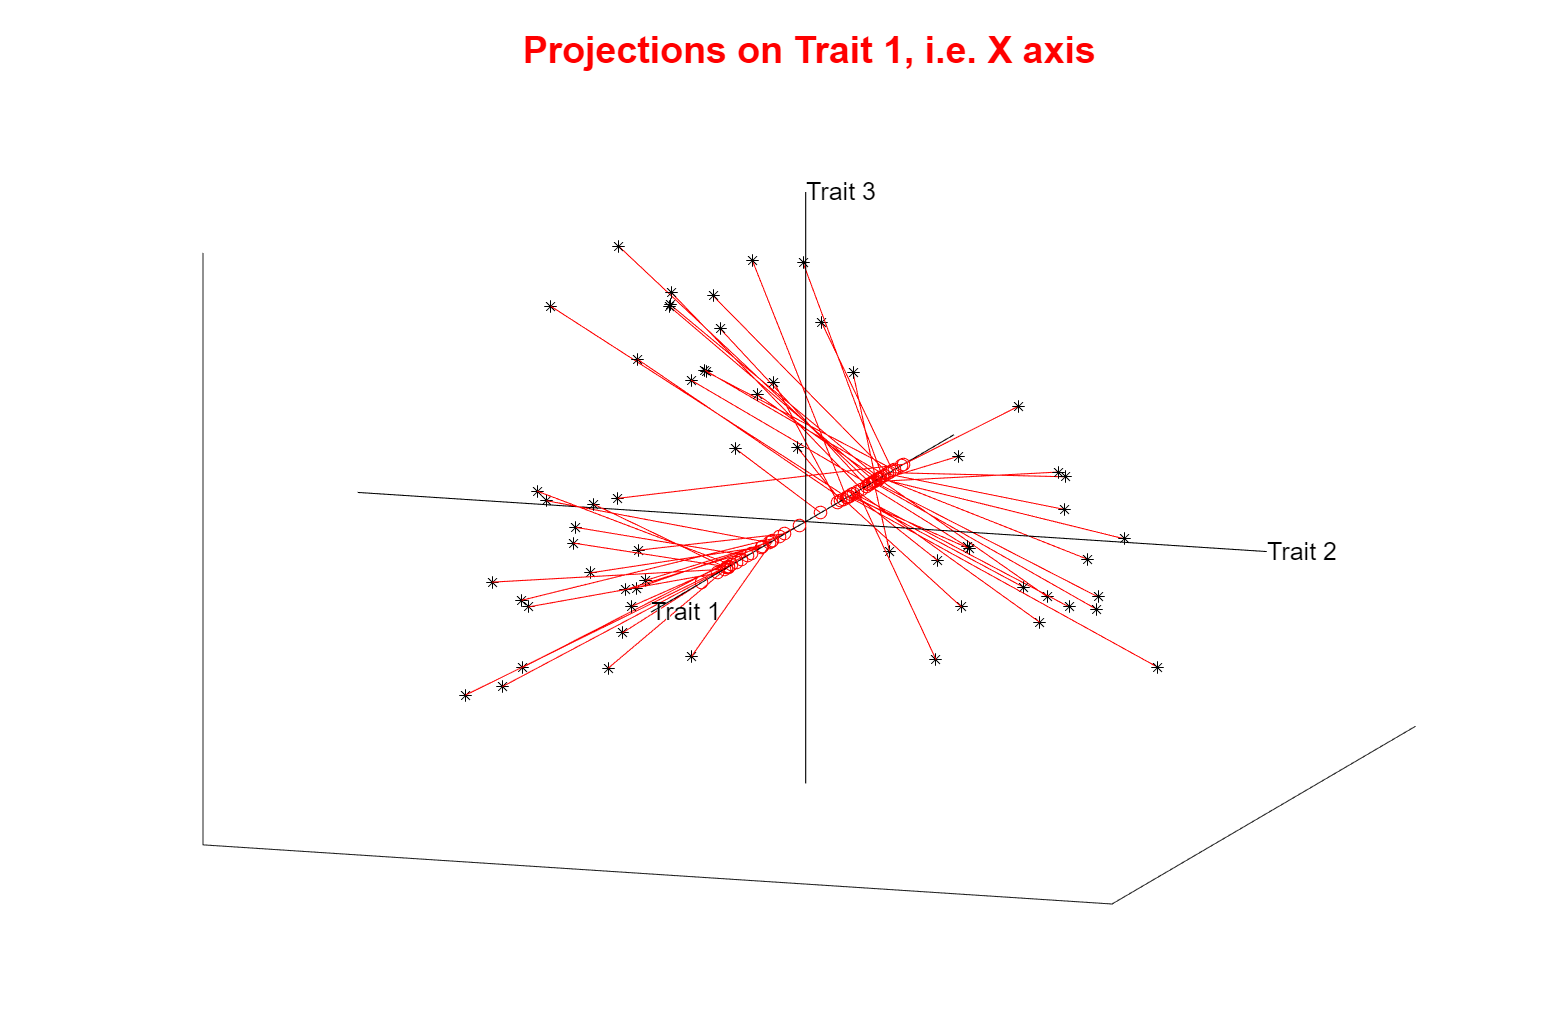 Projections on Trait 1, i.e. X axis
Trait 3
Trait 2
Trait 1